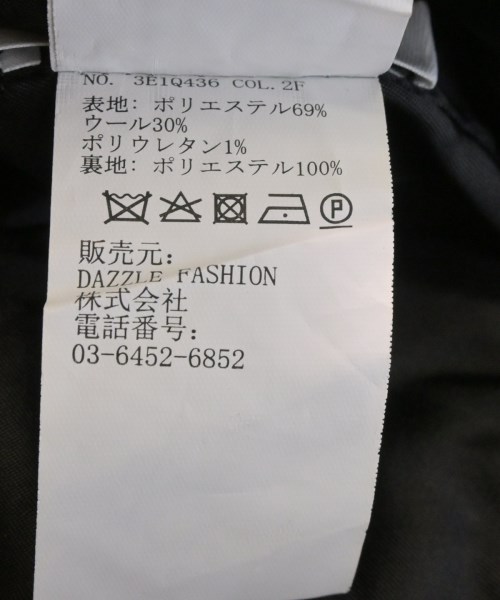 NO. 3E1Q436 COL.2F
表地: ポリエステル69%
ウール30%
ポリウレタン1%
裏地: ポリエステル100%
P
販売元:
DAZZLE FASHION
株式会社
電話番号:
03-6452-6852